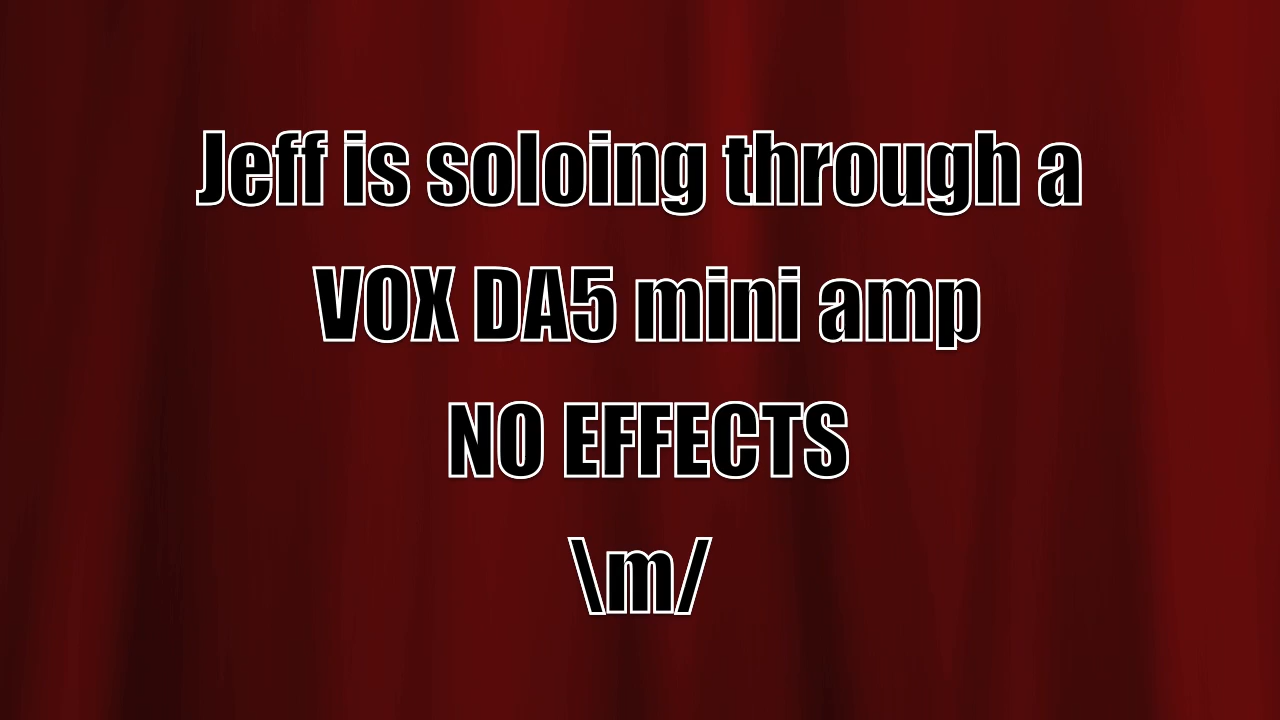 Jeff is soloing through a
VOX DA5 mini amp
NO EFFECTS
\m/